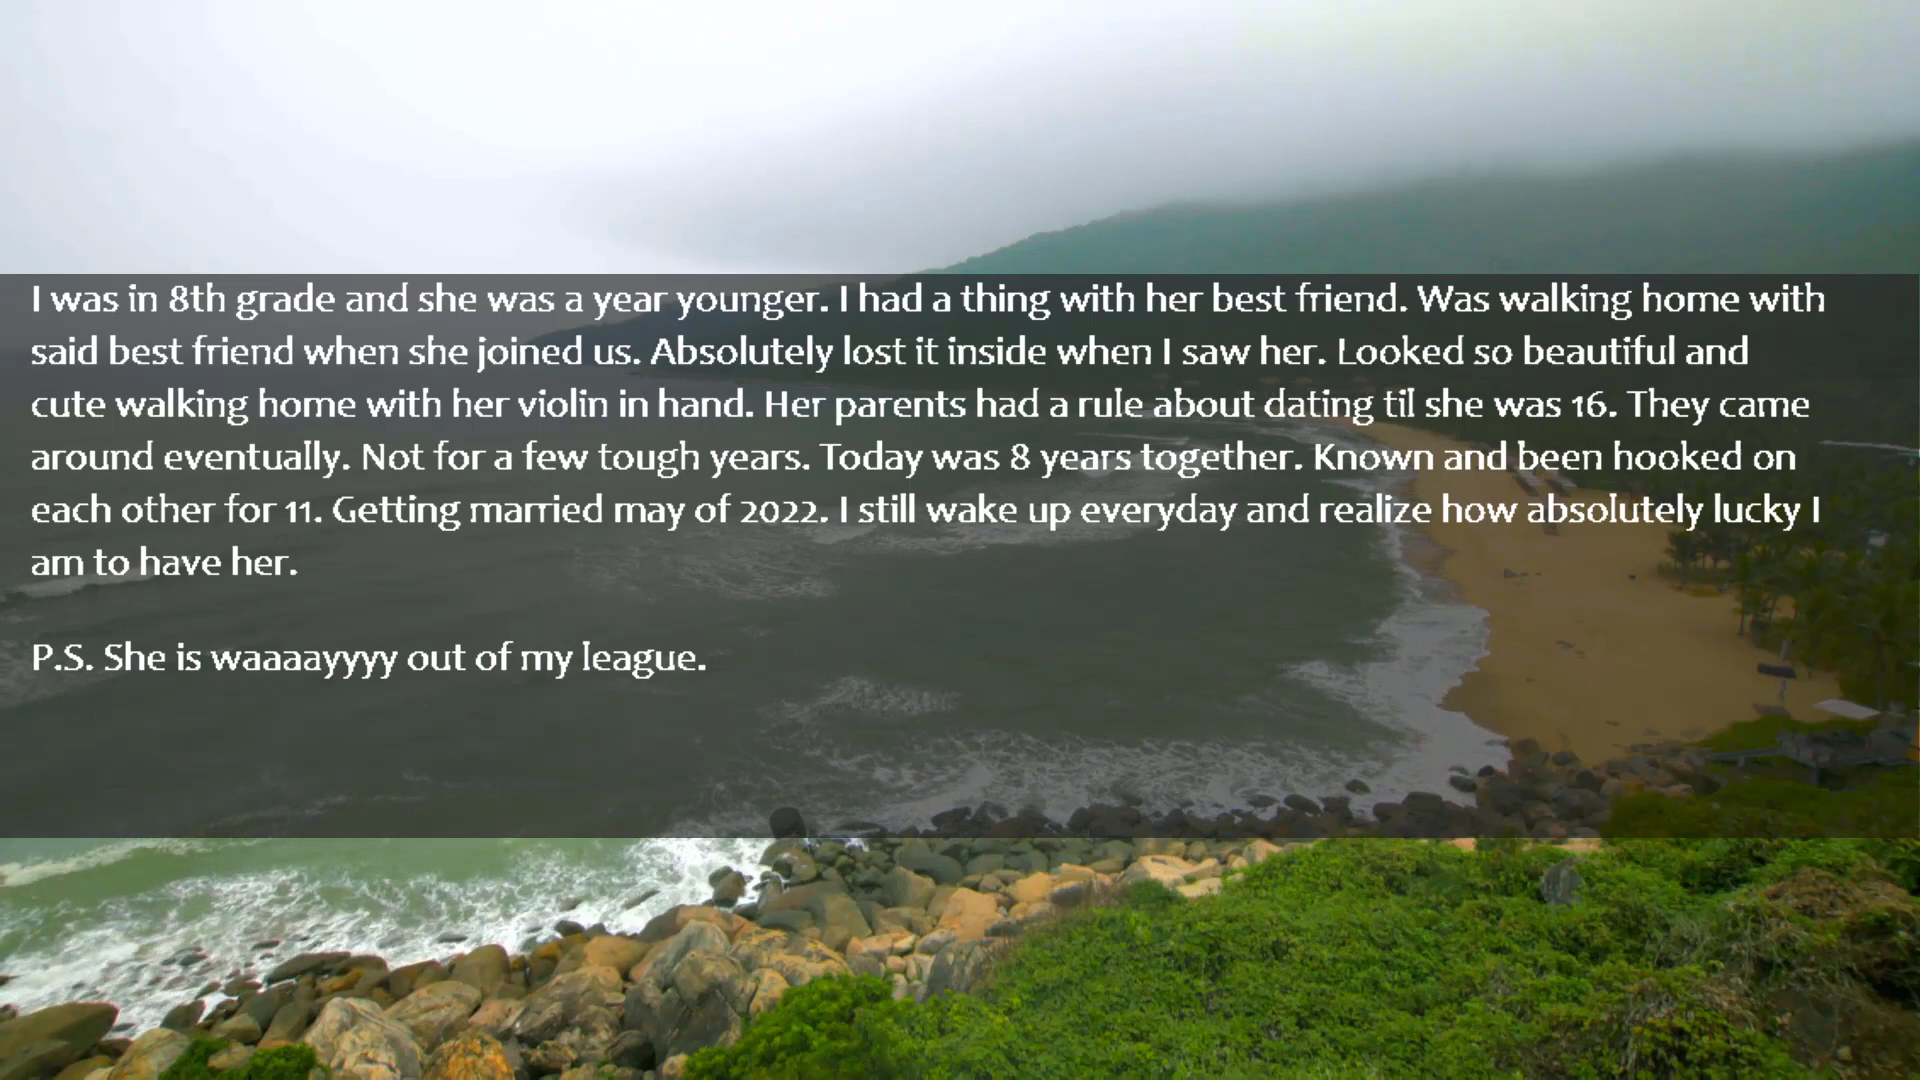 I was in 8th grade and she was a year younger. I had a thing with her best friend. Was walking home with
said best friend when she joined us. Absolutely lost it inside when I saw her. Looked so beautiful and
cute walking home with her violin in hand. Her parents had a rule about dating til she was 16. They came
around eventually. Not for a few tough years. Today was 8 years together. Known and been hooked on
each other for 11. Getting married may of 2022. I still wake up everyday and realize how absolutely lucky I
am to have her.
P.S. She is waaaayyyy out of my league.